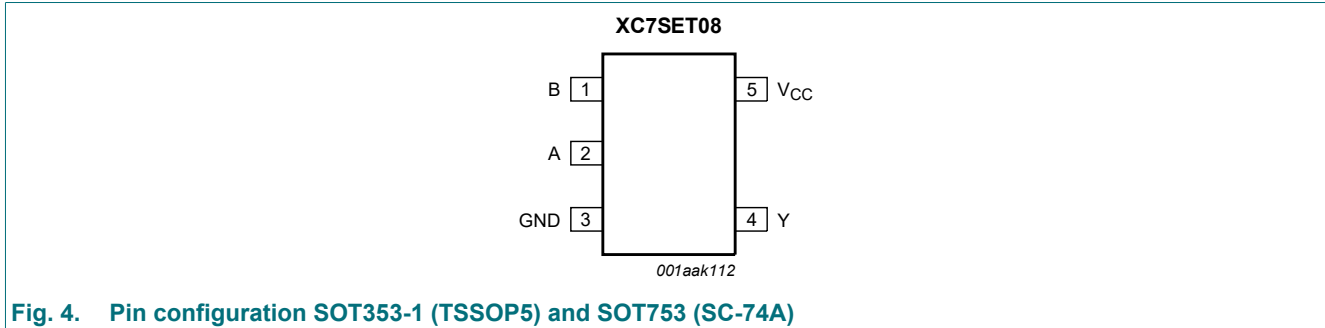 XC7SET08
B 1 5 VCC
A 2
GND 3 4 Y
001aak112
Fig. 4. Pin configuration SOT353-1 (TSSOP5) and SOT753 (SC-74A)